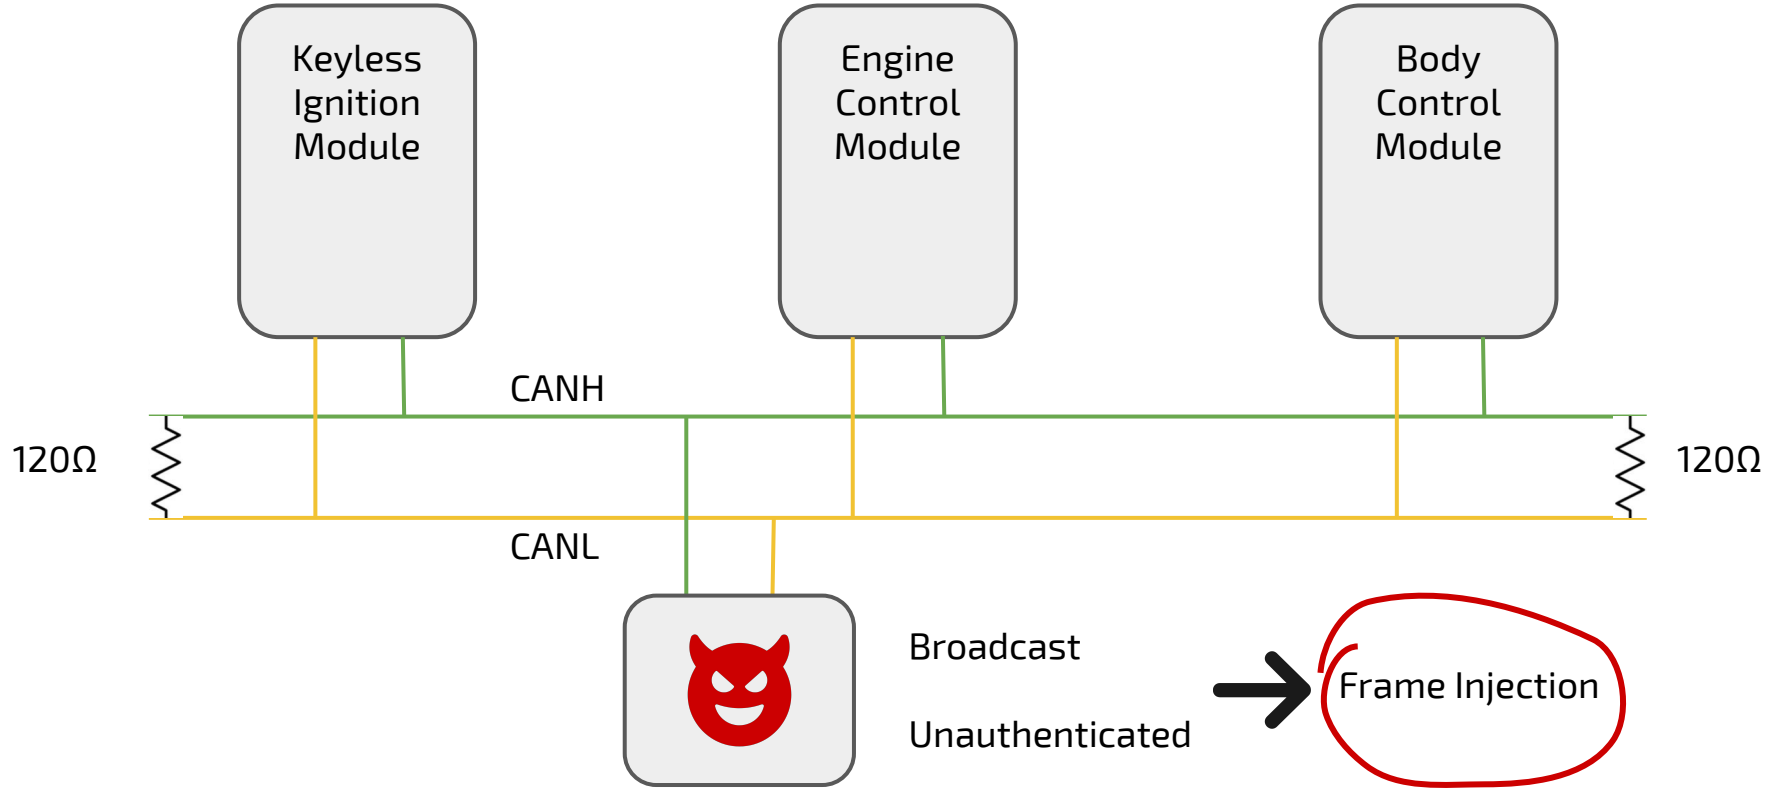 Keyless
Ignition
Module
Engine
Control
Module
Body
Control
Module
CANH
120Ω
120Ω
CANL
Broadcast
Frame Injection
Unauthenticated